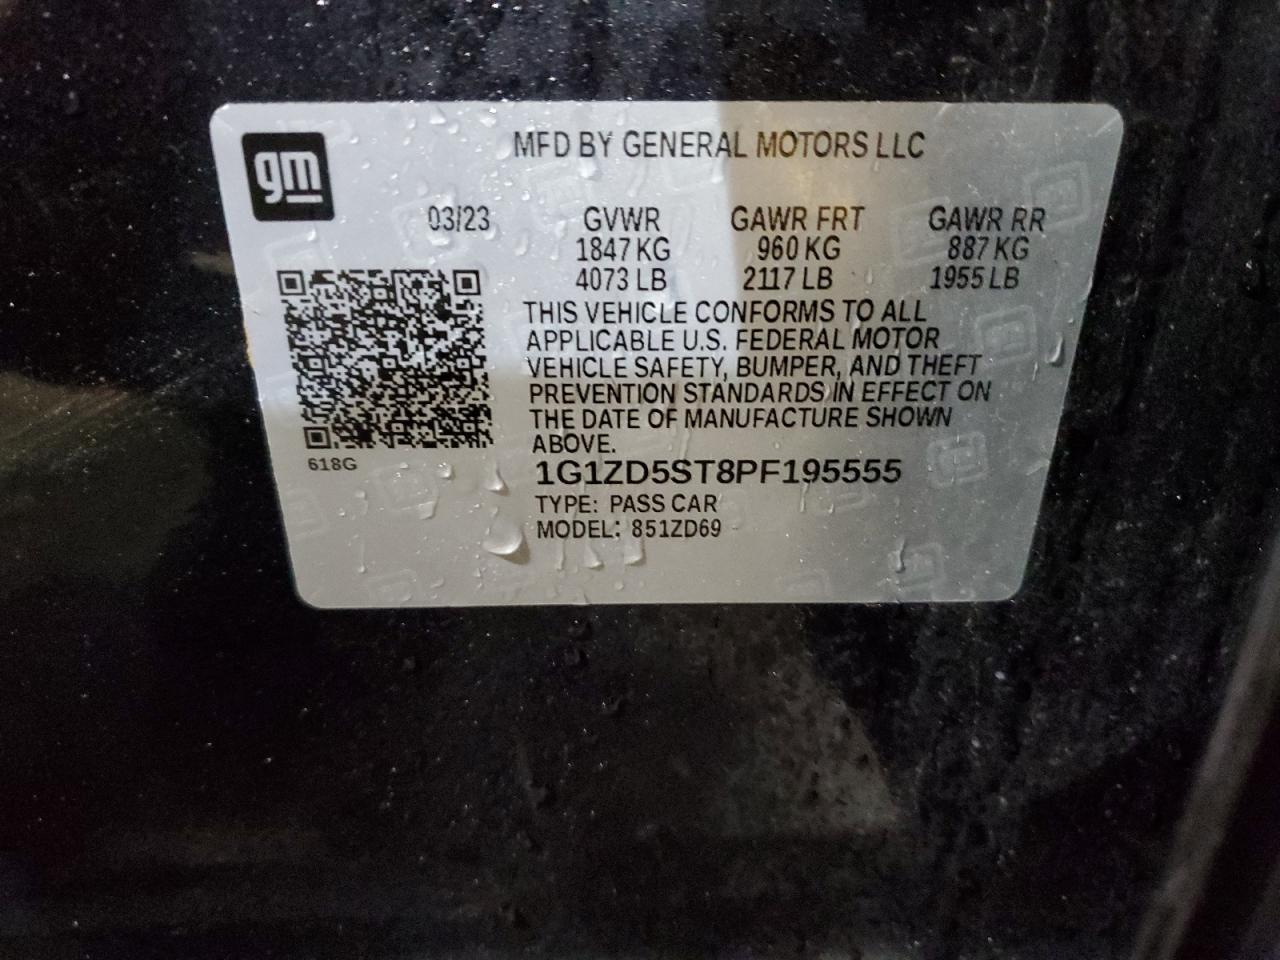 gm
MFD BY GENERAL MOTORS LLC
03/23 GVWR GAWR FRT GAWR RR
1847 KG 960 KG 887 KG
4073 LB 2117 LB 1955 LB
THIS VEHICLE CONFORMS TO ALL
APPLICABLE U.S. FEDERAL MOTOR
VEHICLE SAFETY, BUMPER, AND THEFT
PREVENTION STANDARDS IN EFFECT ON
THE DATE OF MANUFACTURE SHOWN
ABOVE.
618G
1G1ZD5ST8PF195555
TYPE: PASS CAR
MODEL: 851ZD69